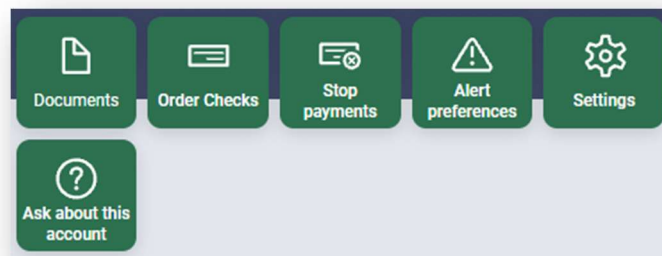 Documents
Order Checks
Stop
payments
Alert
preferences
Settings
Ask about this
account